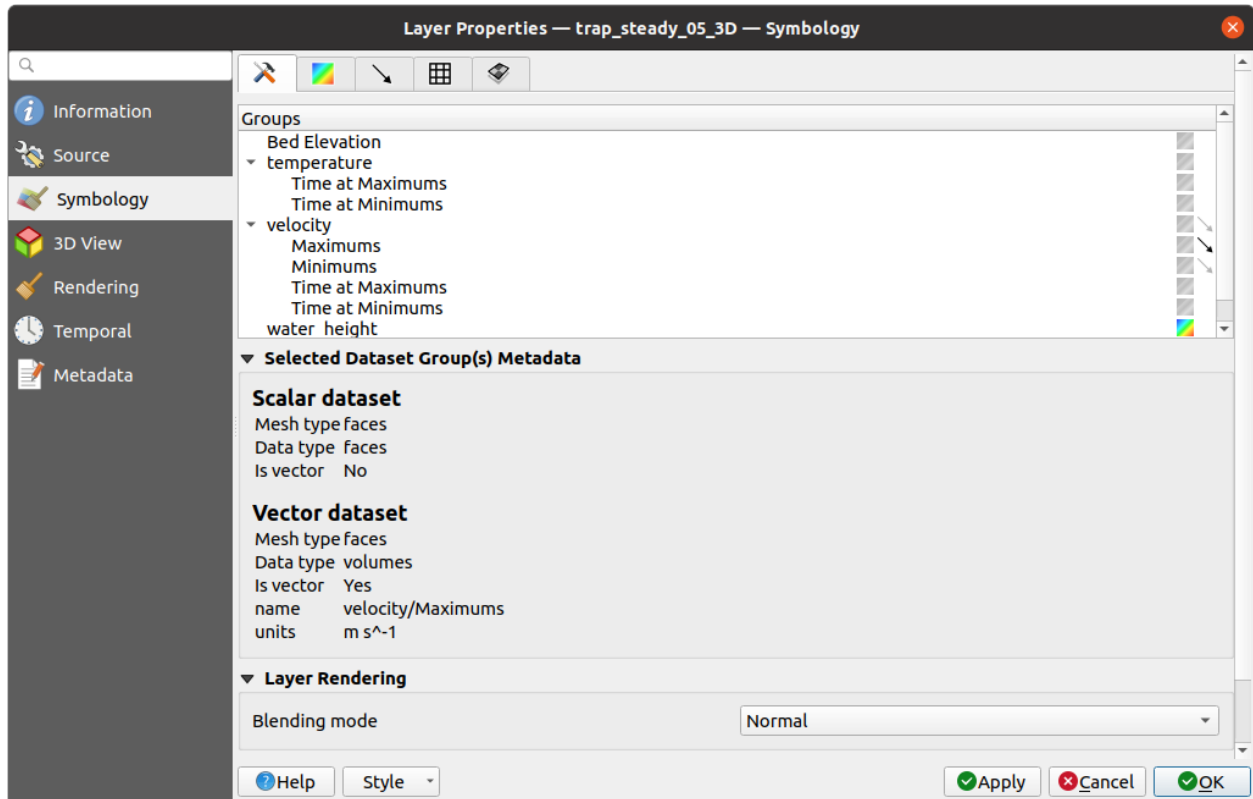 Layer Properties — trap_steady_05_3D — Symbology
Information
Source
Symbology
3D View
Rendering
Temporal
Metadata
Groups
Bed Elevation
temperature
Time at Maximums
Time at Minimums
velocity
Maximums
Minimums
Time at Maximums
Time at Minimums
water_height
Selected Dataset Group(s) Metadata
Scalar dataset
Mesh type faces
Data type faces
Is vector No
Vector dataset
Mesh type faces
Data type volumes
Is vector Yes
name velocity/Maximums
units m s^-1
Layer Rendering
Blending mode Normal
Help Style Apply Cancel OK